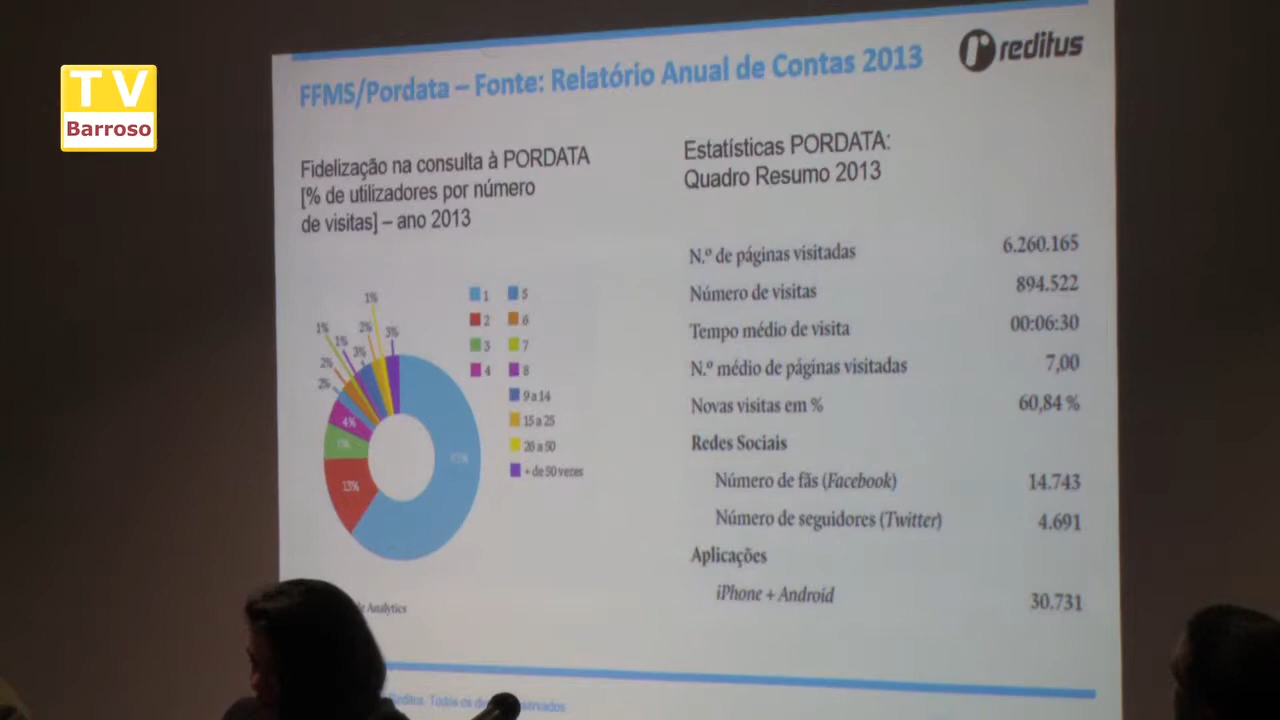 TV
Barroso
FFMS/Pordata – Fonte: Relatório Anual de Contas 2013
reditus
Fidelização na consulta à PORDATA
[% de utilizadores por número
de visitas] – ano 2013
Estatísticas PORDATA:
Quadro Resumo 2013
N.º de páginas visitadas 6.260.165
Número de visitas 894.522
Tempo médio de visita 00:06:30
N.º médio de páginas visitadas 7,00
Novas visitas em % 60,84 %
Redes Sociais
Número de fãs (Facebook) 14.743
Número de seguidores (Twitter) 4.691
Aplicações
iPhone + Android 30.731
1 5
2 6
3 7
4 8
9 a 14
15 a 25
26 a 50
+ de 50 vezes
1%
1% 2% 3%
1% 3%
2%
2%
4%
13%
Analytics
Reditus. Todos os